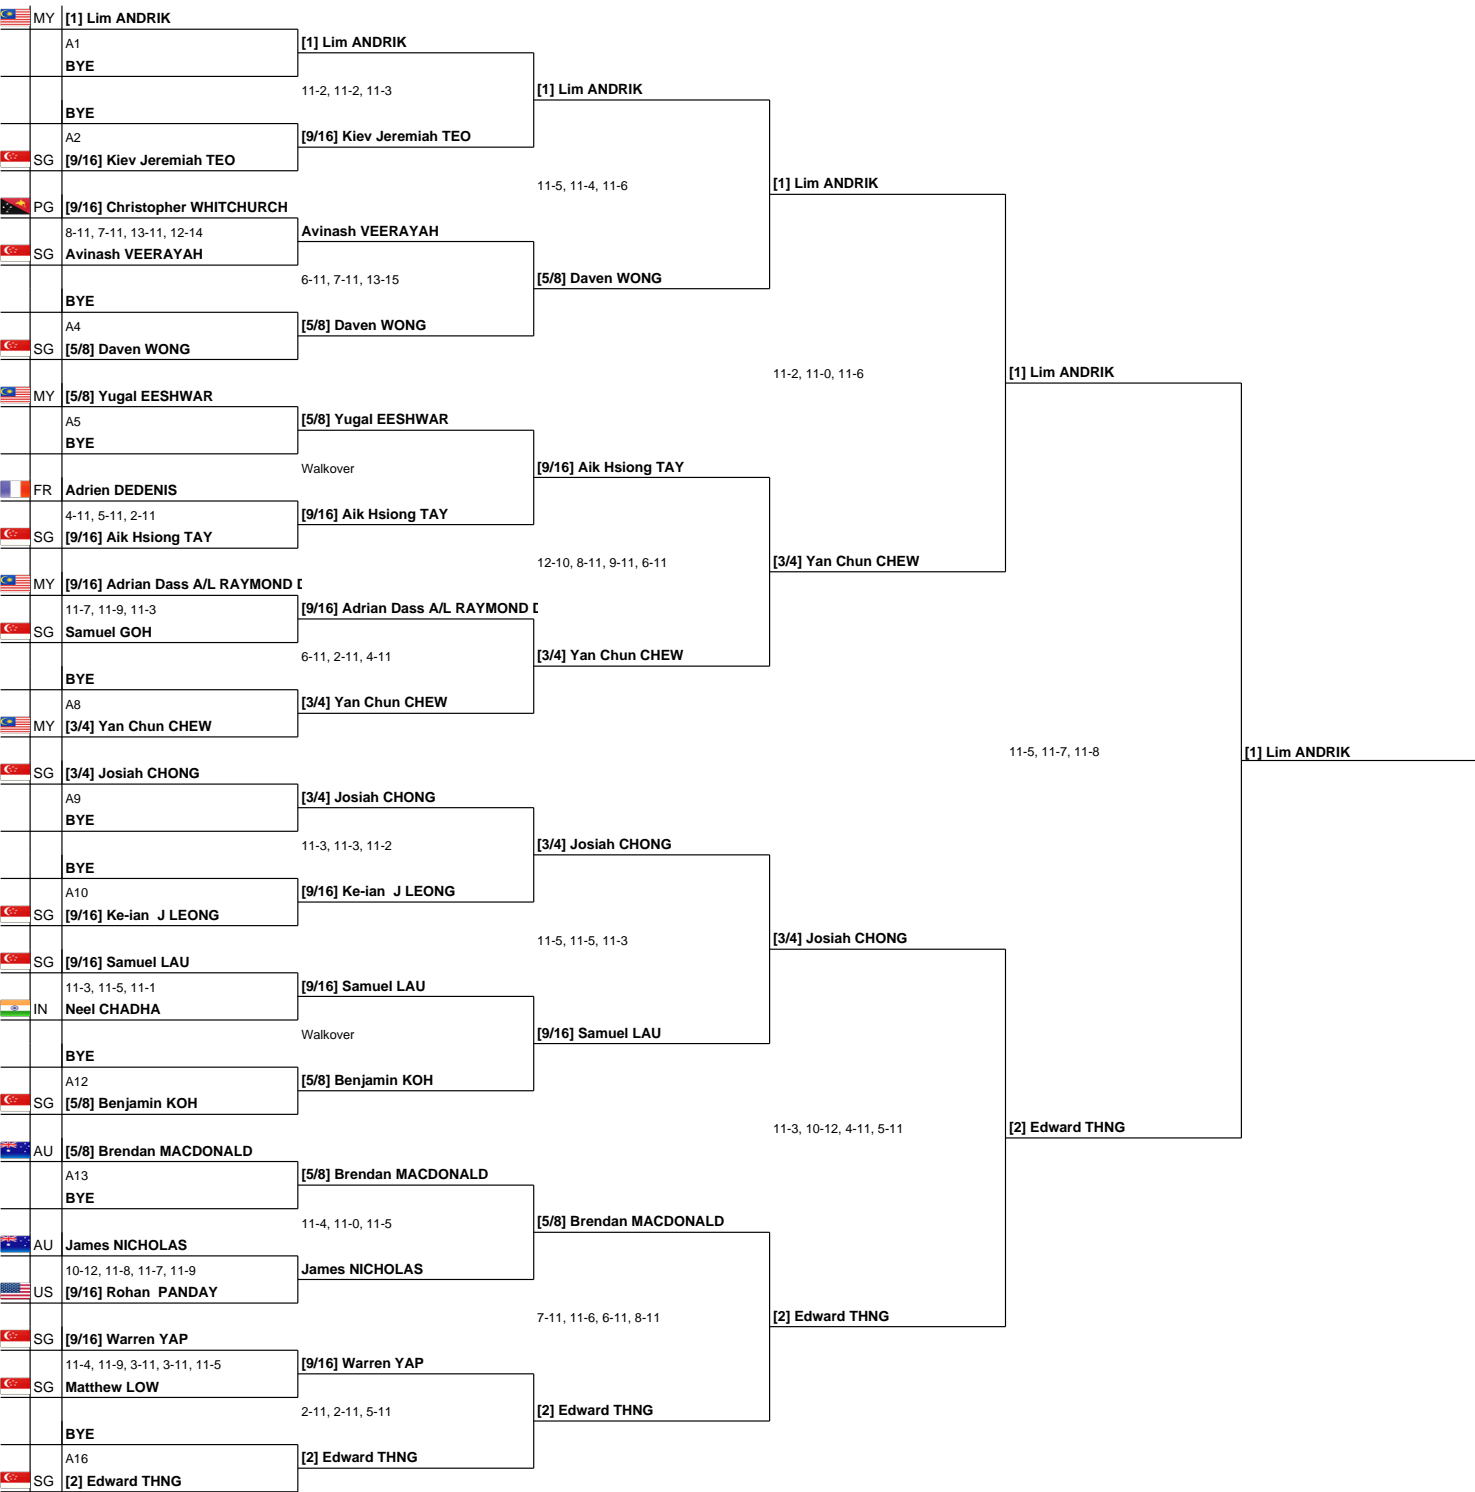 MY [1] Lim ANDRIK
A1 [1] Lim ANDRIK
BYE
11-2, 11-2, 11-3 [1] Lim ANDRIK
BYE
A2 [9/16] Kiev Jeremiah TEO
SG [9/16] Kiev Jeremiah TEO
11-5, 11-4, 11-6 [1] Lim ANDRIK
PG [9/16] Christopher WHITCHURCH
8-11, 7-11, 13-11, 12-14 Avinash VEERAYAH
SG Avinash VEERAYAH
6-11, 7-11, 13-15 [5/8] Daven WONG
BYE
A4 [5/8] Daven WONG
SG [5/8] Daven WONG
11-2, 11-0, 11-6 [1] Lim ANDRIK
MY [5/8] Yugal EESHWAR
A5 [5/8] Yugal EESHWAR
BYE
Walkover [9/16] Aik Hsiong TAY
FR Adrien DEDENIS
4-11, 5-11, 2-11 [9/16] Aik Hsiong TAY
SG [9/16] Aik Hsiong TAY
12-10, 8-11, 9-11, 6-11 [3/4] Yan Chun CHEW
MY [9/16] Adrian Dass A/L RAYMOND
11-7, 11-9, 11-3 [9/16] Adrian Dass A/L RAYMOND
SG Samuel GOH
6-11, 2-11, 4-11 [3/4] Yan Chun CHEW
BYE
A8 [3/4] Yan Chun CHEW
MY [3/4] Yan Chun CHEW
11-5, 11-7, 11-8 [1] Lim ANDRIK
SG [3/4] Josiah CHONG
A9 [3/4] Josiah CHONG
BYE
11-3, 11-3, 11-2 [3/4] Josiah CHONG
BYE
A10 [9/16] Ke-ian J LEONG
SG [9/16] Ke-ian J LEONG
11-5, 11-5, 11-3 [3/4] Josiah CHONG
SG [9/16] Samuel LAU
11-3, 11-5, 11-1 [9/16] Samuel LAU
IN Neel CHADHA
Walkover [9/16] Samuel LAU
BYE
A12 [5/8] Benjamin KOH
SG [5/8] Benjamin KOH
11-3, 10-12, 4-11, 5-11 [2] Edward THNG
AU [5/8] Brendan MACDONALD
A13 [5/8] Brendan MACDONALD
BYE
11-4, 11-0, 11-5 [5/8] Brendan MACDONALD
AU James NICHOLAS
10-12, 11-8, 11-7, 11-9 James NICHOLAS
US [9/16] Rohan PANDAY
7-11, 11-6, 6-11, 8-11 [2] Edward THNG
SG [9/16] Warren YAP
11-4, 11-9, 3-11, 3-11, 11-5 [9/16] Warren YAP
SG Matthew LOW
2-11, 2-11, 5-11 [2] Edward THNG
BYE
A16 [2] Edward THNG
SG [2] Edward THNG